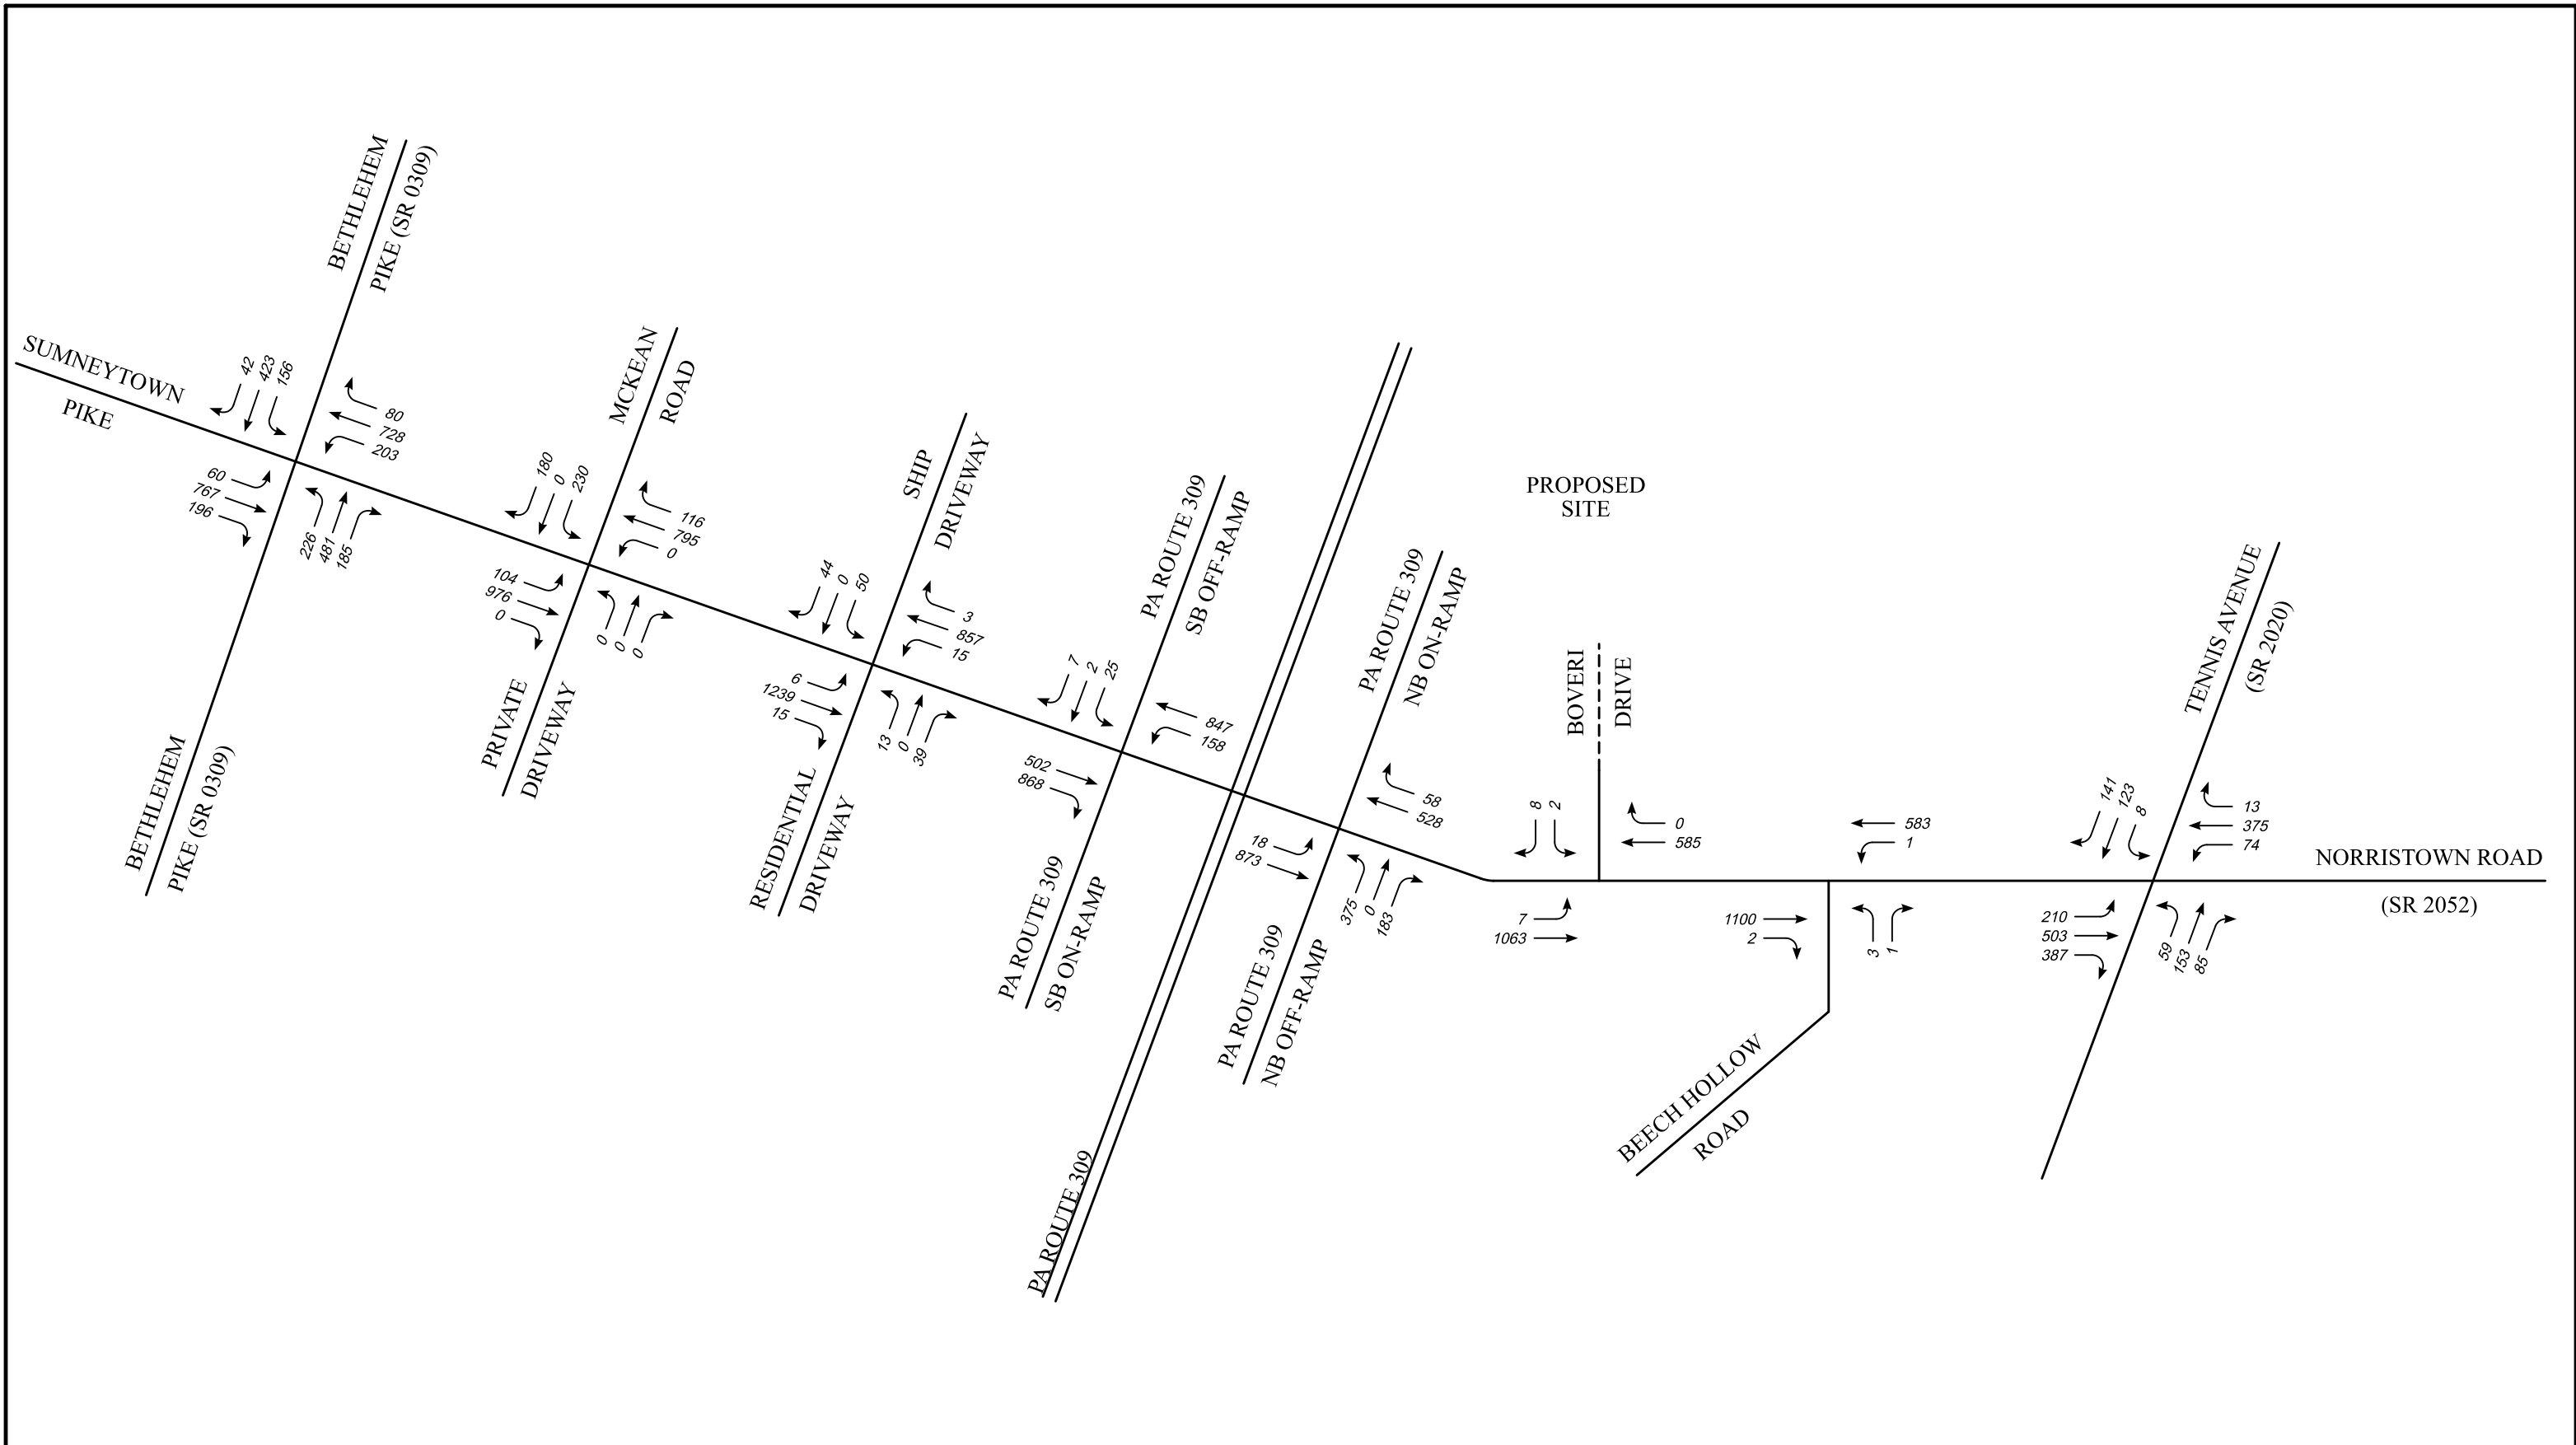 SUMNEYTOWN
PIKE
BETHLEHEM
PIKE (SR 0309)
42
423
156
80
728
203
60
767
196
226
481
185
BETHLEHEM
PIKE (SR 0309)
MCKEAN
ROAD
180
0
230
116
795
0
104
976
0
0
0
0
PRIVATE
DRIVEWAY
SHIP
DRIVEWAY
44
0
50
3
857
15
6
1239
15
13
0
39
RESIDENTIAL
DRIVEWAY
PA ROUTE 309
SB OFF-RAMP
7
2
25
847
158
502
868
PA ROUTE 309
SB ON-RAMP
PA ROUTE 309
PA ROUTE 309
NB ON-RAMP
58
528
18
873
375
0
183
PA ROUTE 309
NB OFF-RAMP
PROPOSED
SITE
BOVERI
DRIVE
8
2
0
585
7
1063
583
1
1100
2
3
1
BEECH HOLLOW
ROAD
TENNIS AVENUE
(SR 2020)
141
123
8
13
375
74
210
503
387
59
153
85
NORRISTOWN ROAD
(SR 2052)